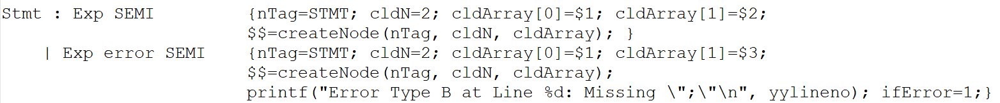 Stmt : Exp SEMI {nTag=STMT; cldN=2; cldArray[0]=$1; cldArray[1]=$2;
$$=createNode(nTag, cldN, cldArray); }
| Exp error SEMI {nTag=STMT; cldN=2; cldArray[0]=$1; cldArray[1]=$3;
$$=createNode(nTag, cldN, cldArray);
printf("Error Type B at Line %d: Missing \";\"\n", yylineno); ifError=1;}